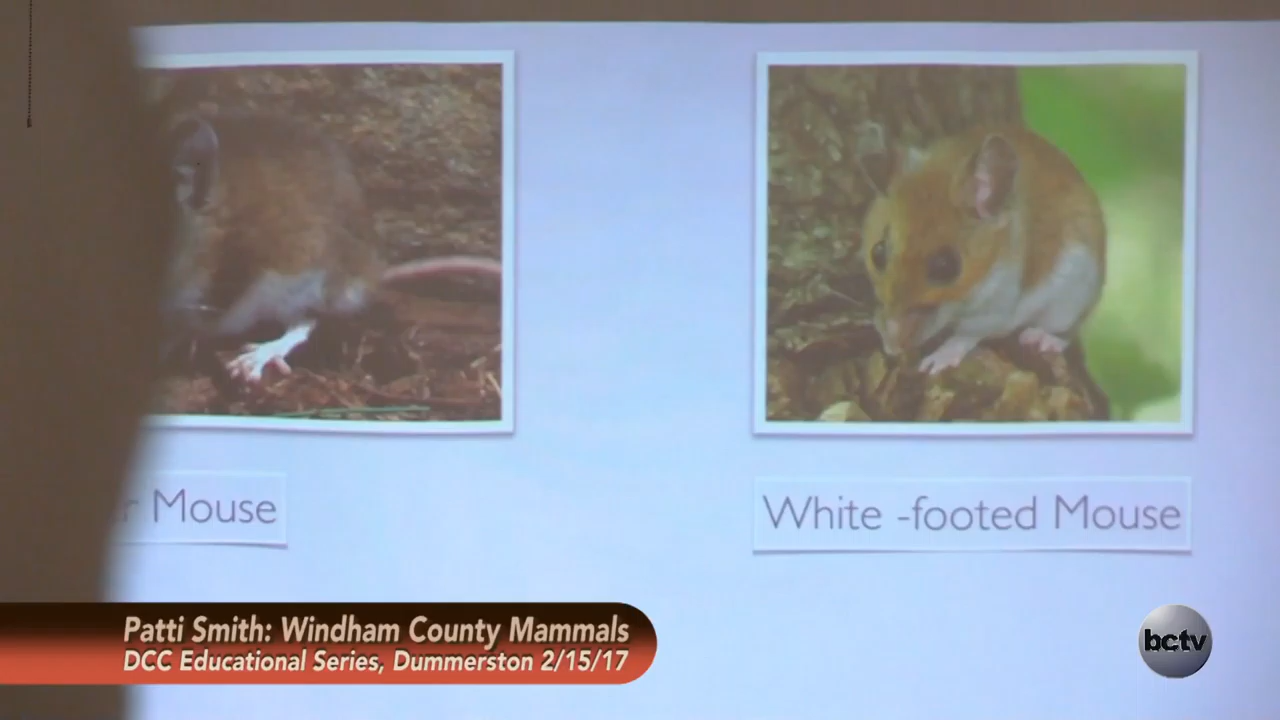 Mouse
White -footed Mouse
Patti Smith: Windham County Mammals
DCC Educational Series, Dummerston 2/15/17
bctv